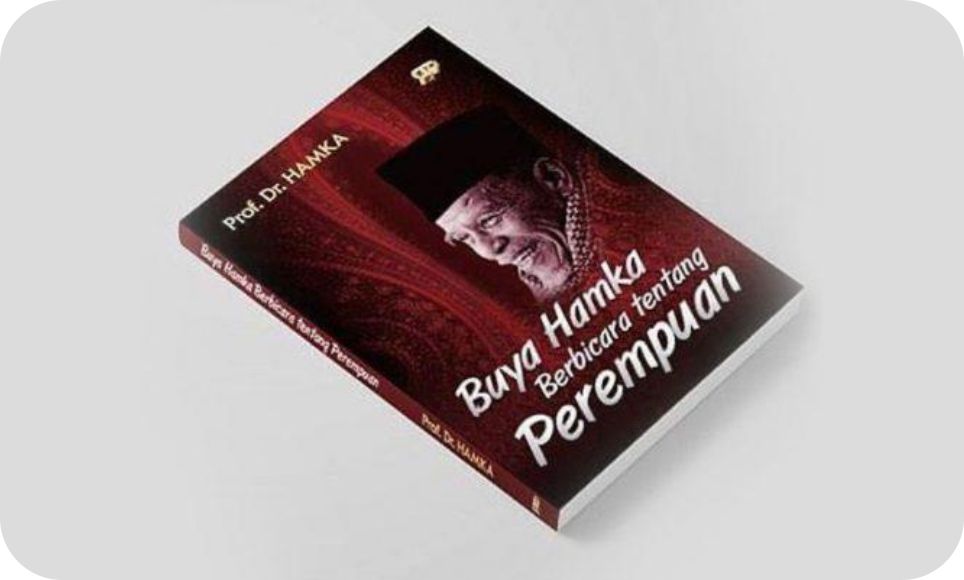 Prof. Dr. HAMKA
Buya Hamka
Berbicara tentang
Perempuan
Buya Hamka Berbicara tentang Perempuan
Prof. Dr. HAMKA